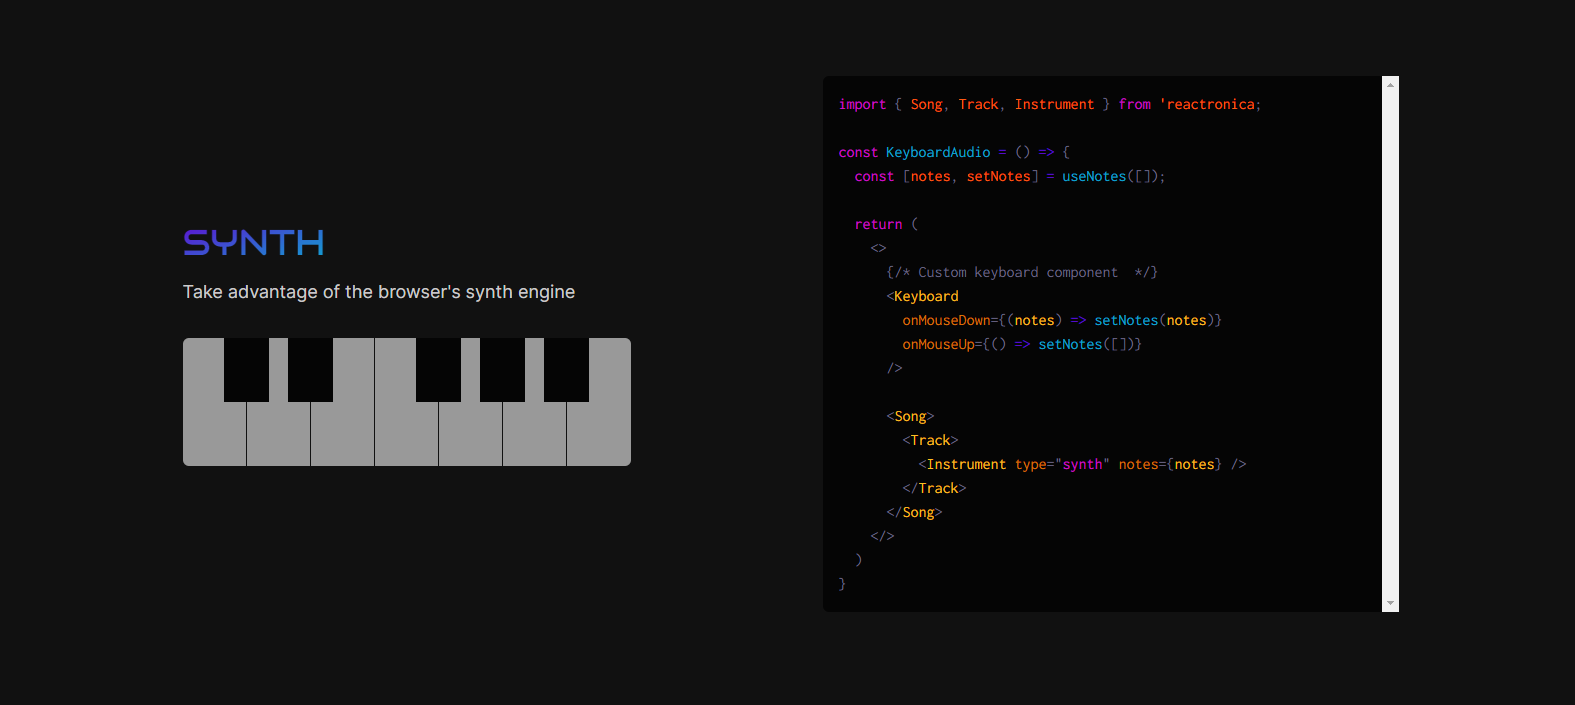 SYNTH
Take advantage of the browser's synth engine
import { Song, Track, Instrument } from 'reactronica;
const KeyboardAudio = () => {
const [notes, setNotes] = useNotes([]);
return (
<>
{/* Custom keyboard component  */}
<Keyboard
onMouseDown={(notes) => setNotes(notes)}
onMouseUp={() => setNotes([])}
/>
<Song>
<Track>
<Instrument type="synth" notes={notes} />
</Track>
</Song>
</>
)
}